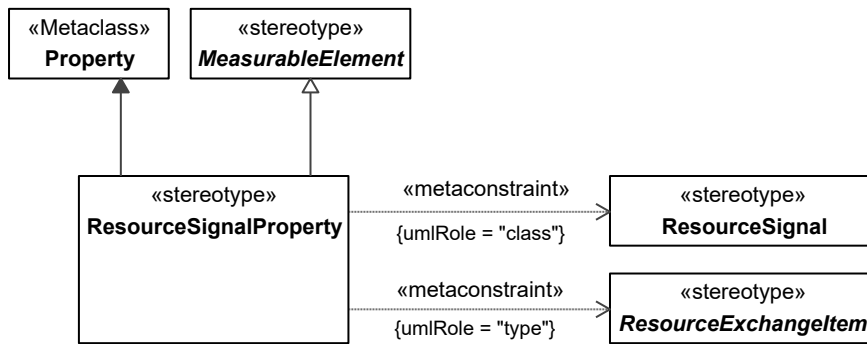 «Metaclass»
Property
«stereotype»
MeasurableElement
«stereotype»
ResourceSignalProperty
«metaconstraint»
{umlRole = "class"}
«stereotype»
ResourceSignal
«metaconstraint»
{umlRole = "type"}
«stereotype»
ResourceExchangeItem